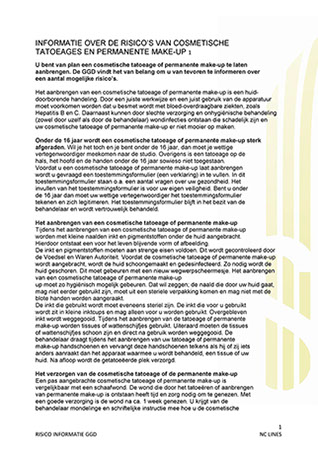 INFORMATIE OVER DE RISICO'S VAN COSMETISCHE
TATOEAGES EN PERMANENTE MAKE-UP 1
U bent van plan een cosmetische tatoeage of permanente make-up te laten
aanbrengen. De GGD vindt het van belang om u van tevoren te informeren over
een aantal mogelijke risico's.
Het aanbrengen van een cosmetische tatoeage of permanente make-up is een huid-
doorborende handeling. Door een juiste werkwijze en een juist gebruik van de apparatuur
moet voorkomen worden dat u besmet wordt met bloed-overdraagbare ziekten, zoals
Hepatitis B en C. Daarnaast kunnen door slechte verzorging en onhygiënische behandeling
(zowel door uzelf als door de behandelaar) wondinfecties ontstaan die schadelijk zijn en
uw cosmetische tatoeage of permanente make-up er niet mooier op maken.
Onder de 16 jaar wordt een cosmetische tatoeage of permanente make-up sterk
afgeraden. Wil je het toch en je bent onder de 16 jaar, dan moet je wettelijke
vertegenwoordiger meekomen naar de studio. Overigens is een tatoeage op de
hals, het hoofd en de handen onder de 16 jaar sowieso niet toegestaan.
Voordat u een cosmetische tatoeage of permanente make-up laat aanbrengen
wordt u gevraagd een toestemmingsformulier (een verklaring) in te vullen. In dit
toestemmingsformulier staan o.a. een aantal vragen over uw gezondheid. Het
invullen van het toestemmingsformulier is voor uw eigen veiligheid. Bent u onder
de 16 jaar dan moet uw wettelijke vertegenwoordiger het toestemmingsformulier
tekenen en zich legitimeren. Het toestemmingsformulier blijft in het bezit van de
behandelaar en wordt vertrouwelijk behandeld.
Het aanbrengen van een cosmetische tatoeage of permanente make-up
Tijdens het aanbrengen van een cosmetische tatoeage of permanente make-up
worden met kleine naalden inkt en pigmentstoffen onder de huid aangebracht.
Hierdoor ontstaat een voor het leven blijvende vorm of afbeelding.
De inkt en pigmentstoffen moeten aan strenge eisen voldoen. Dit wordt gecontroleerd door
de Voedsel en Waren Autoriteit. Voordat de cosmetische tatoeage of permanente make-up
wordt aangebracht, wordt de huid schoongemaakt en gedesinfecteerd. Zo nodig wordt de
huid geschoren. Dit moet gebeuren met een nieuw wegwerpscheermesje. Het aanbrengen
van een cosmetische tatoeage of permanente make-
up moet zo hygiënisch mogelijk gebeuren. Dat wil zeggen; de naald die door uw huid gaat,
mag niet eerder gebruikt zijn, moet uit een steriele verpakking komen en mag niet met de
blote handen worden aangeraakt.
De inkt die gebruikt wordt moet eveneens steriel zijn. De inkt die voor u gebruikt
wordt zit in kleine inktcups en mag alleen voor u worden gebruikt. Overgebleven
inkt wordt weggegooid. Tijdens het aanbrengen van de tatoeage of permanente
make-up worden tissues of wattenschijfjes gebruikt. Uiteraard moeten de tissues
of wattenschijfjes schoon zijn en direct na gebruik worden weggegooid. De
behandelaar draagt tijdens het aanbrengen van uw tatoeage of permanente
make-up handschoenen en vervangt deze handschoenen telkens als hij of zij iets
anders aanraakt dan het apparaat waarmee u wordt behandeld, een tissue of uw
huid. Na afloop wordt de getatoeëerde plek verzorgd.
Het verzorgen van de cosmetische tatoeage of de permanente make-up
Een pas aangebrachte cosmetische tatoeage of permanente make-up is
vergelijkbaar met een schaafwond. De wond die door het tatoeëren of aanbrengen
van permanente make-up is ontstaan heeft tijd en zorg nodig om te genezen. Met
een goede verzorging is de wond na ca. 1 week genezen. U krijgt van de
behandelaar mondelinge en schriftelijke instructie mee hoe u de cosmetische
1
RISICO INFORMATIE GGD NC LINES